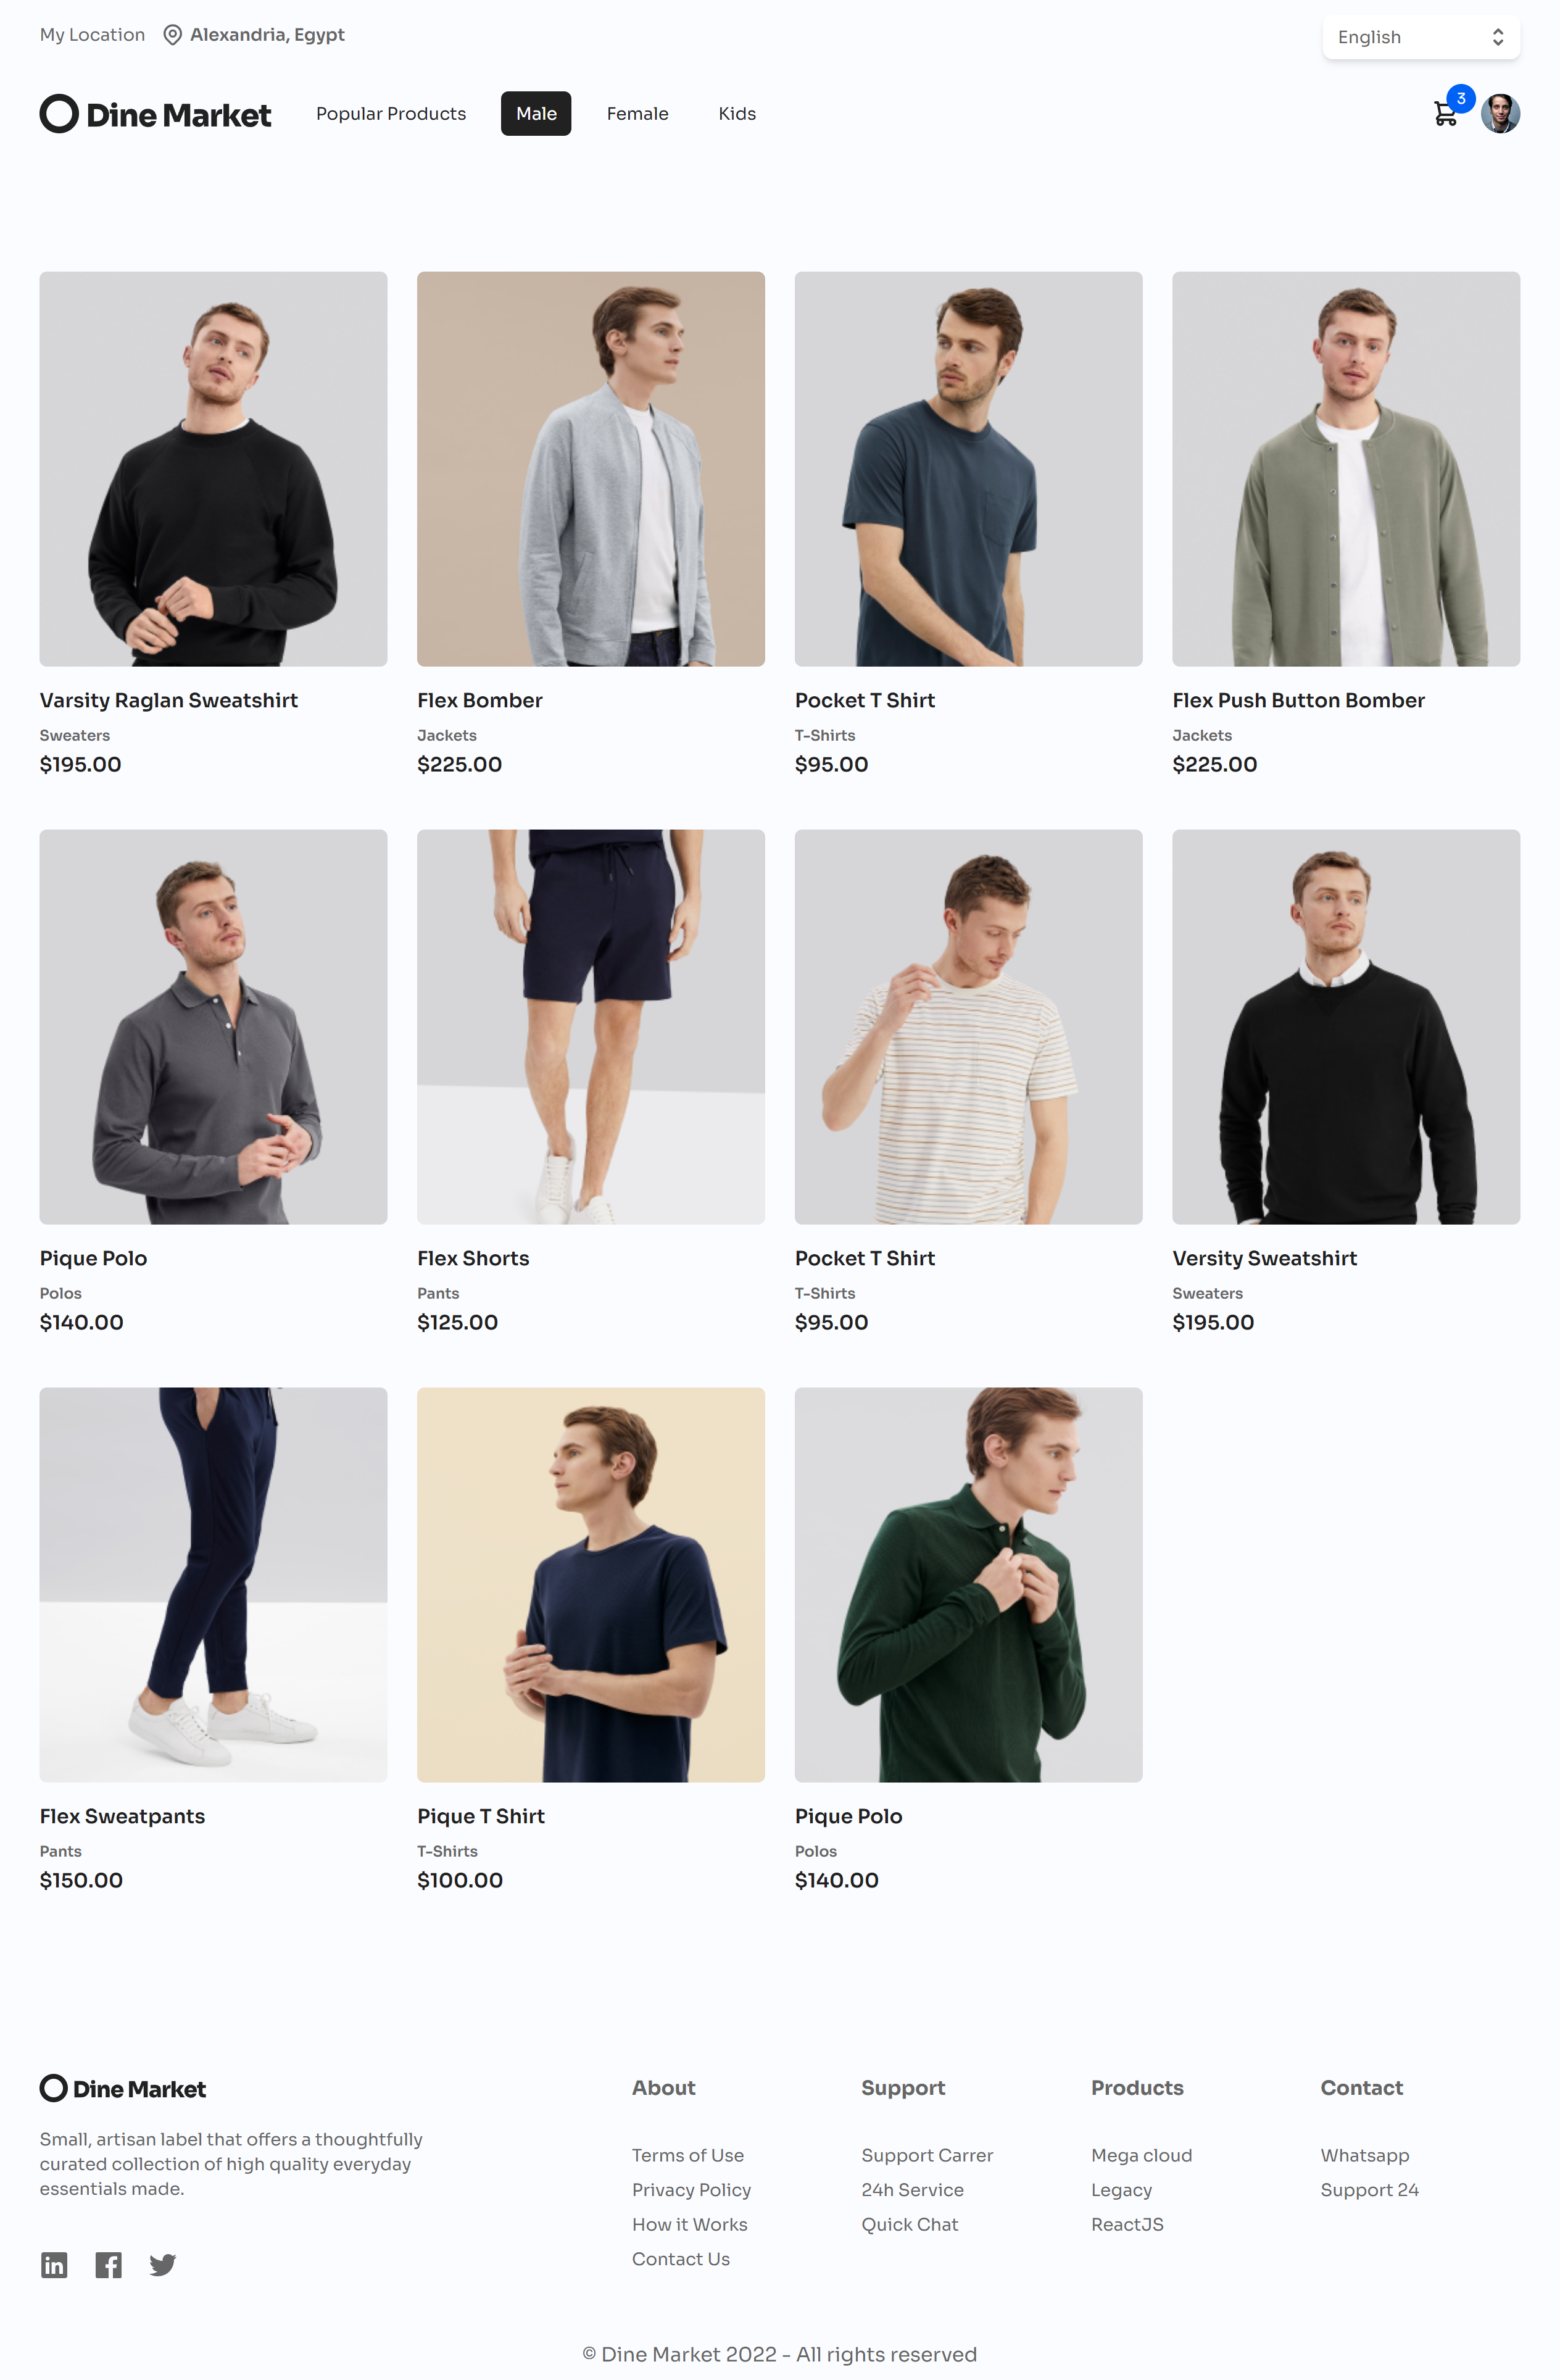 My Location Alexandria, Egypt English
Dine Market Popular Products Male Female Kids 3
Varsity Raglan Sweatshirt
Sweaters
$195.00
Flex Bomber
Jackets
$225.00
Pocket T Shirt
T-Shirts
$95.00
Flex Push Button Bomber
Jackets
$225.00
Pique Polo
Polos
$140.00
Flex Shorts
Pants
$125.00
Pocket T Shirt
T-Shirts
$95.00
Versity Sweatshirt
Sweaters
$195.00
Flex Sweatpants
Pants
$150.00
Pique T Shirt
T-Shirts
$100.00
Pique Polo
Polos
$140.00
Dine Market
Small, artisan label that offers a thoughtfully
curated collection of high quality everyday
essentials made.
in f
About
Terms of Use
Privacy Policy
How it Works
Contact Us
Support
Support Carrer
24h Service
Quick Chat
Products
Mega cloud
Legacy
ReactJS
Contact
Whatsapp
Support 24
© Dine Market 2022 - All rights reserved